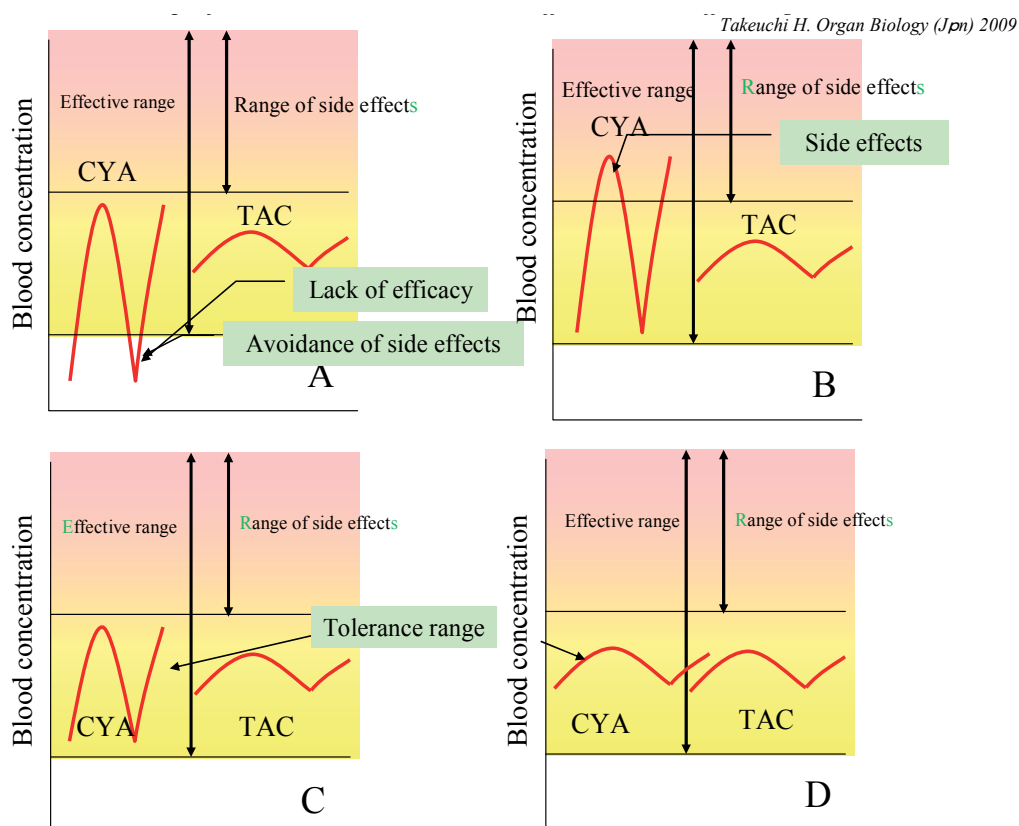 Takeuchi H. Organ Biology (Jpn) 2009
Blood concentration
Effective range
Range of side effects
CYA
TAC
Lack of efficacy
Avoidance of side effects
A
Blood concentration
Effective range
Range of side effects
CYA
Side effects
TAC
B
Blood concentration
Effective range
Range of side effects
Tolerance range
CYA
TAC
C
Blood concentration
Effective range
Range of side effects
CYA
TAC
D